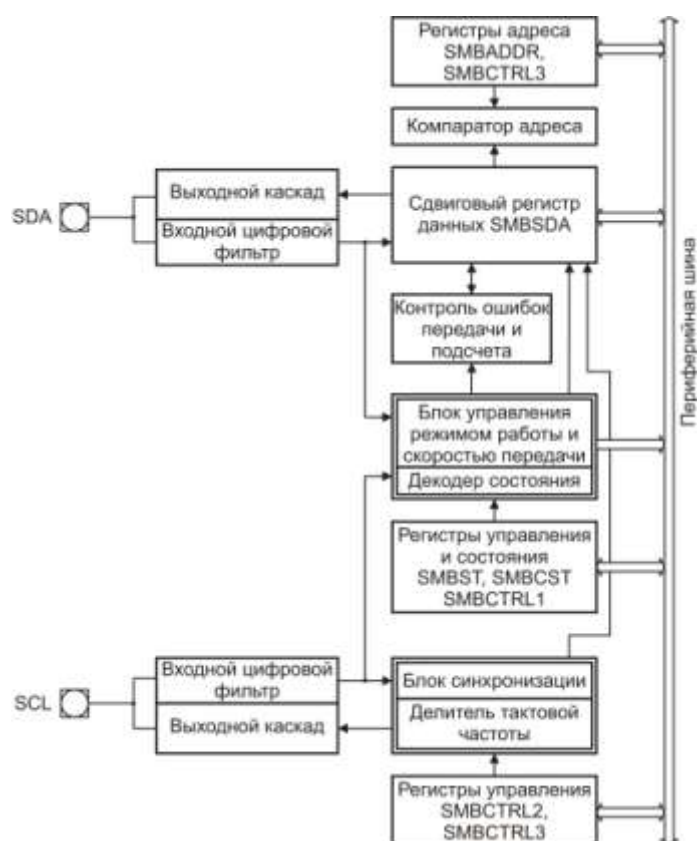 Регистры адреса
SMBADDR,
SMBCTRL3
Компаратор адреса
SDA
Выходной каскад
Входной цифровой
фильтр
Сдвиговый регистр
данных SMBSDA
Контроль ошибок
передачи и
подсчета
Периферийная шина
Блок управления
режимом работы и
скоростью передачи
Декодер состояния
Регистры управления
и состояния
SMBST, SMBCST
SMBCTRL1
SCL
Входной цифровой
фильтр
Выходной каскад
Блок синхронизации
Делитель тактовой
частоты
Регистры управления
SMBCTRL2,
SMBCTRL3